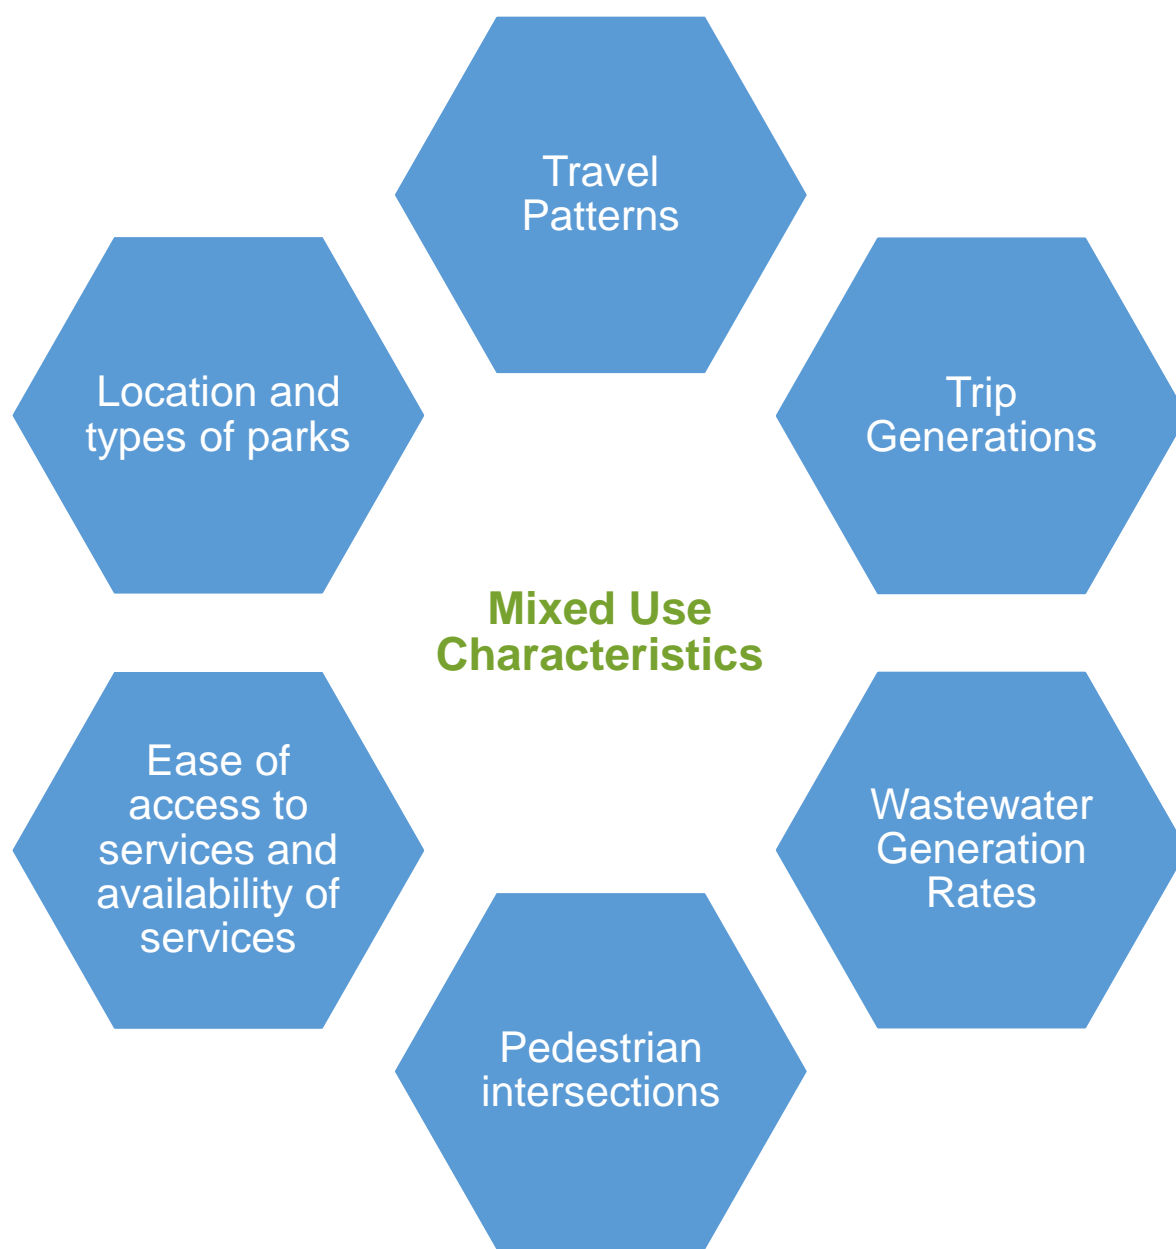 Travel
Patterns
Trip
Generations
Wastewater
Generation
Rates
Pedestrian
intersections
Ease of
access to
services and
availability of
services
Location and
types of parks
Mixed Use
Characteristics